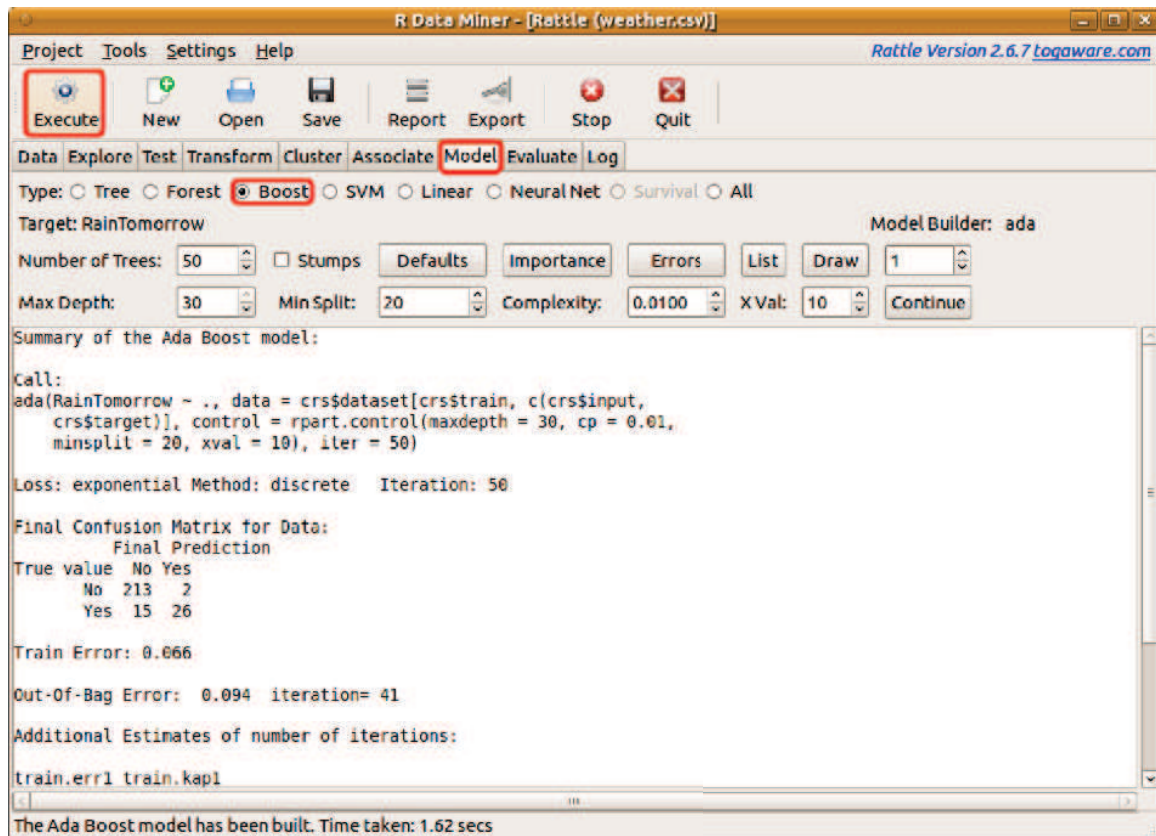 R Data Miner - [Rattle (weather.csv)]
Project Tools Settings Help Rattle Version 2.6.7 togaware.com
Execute New Open Save Report Export Stop Quit
Data Explore Test Transform Cluster Associate Model Evaluate Log
Type: Tree Forest Boost SVM Linear Neural Net Survival All
Target: RainTomorrow Model Builder: ada
Number of Trees: 50 Stumps Defaults Importance Errors List Draw 1
Max Depth: 30 Min Split: 20 Complexity: 0.0100 X Val: 10 Continue
Summary of the Ada Boost model:
Call:
ada(RainTomorrow ~ ., data = crs$dataset[crs$train, c(crs$input,
crs$target)], control = rpart.control(maxdepth = 30, cp = 0.01,
minsplit = 20, xval = 10), iter = 50)
Loss: exponential Method: discrete Iteration: 50
Final Confusion Matrix for Data:
Final Prediction
True value No Yes
No 213 2
Yes 15 26
Train Error: 0.066
Out-Of-Bag Error: 0.094 iteration= 41
Additional Estimates of number of iterations:
train.err1 train.kap1
The Ada Boost model has been built. Time taken: 1.62 secs